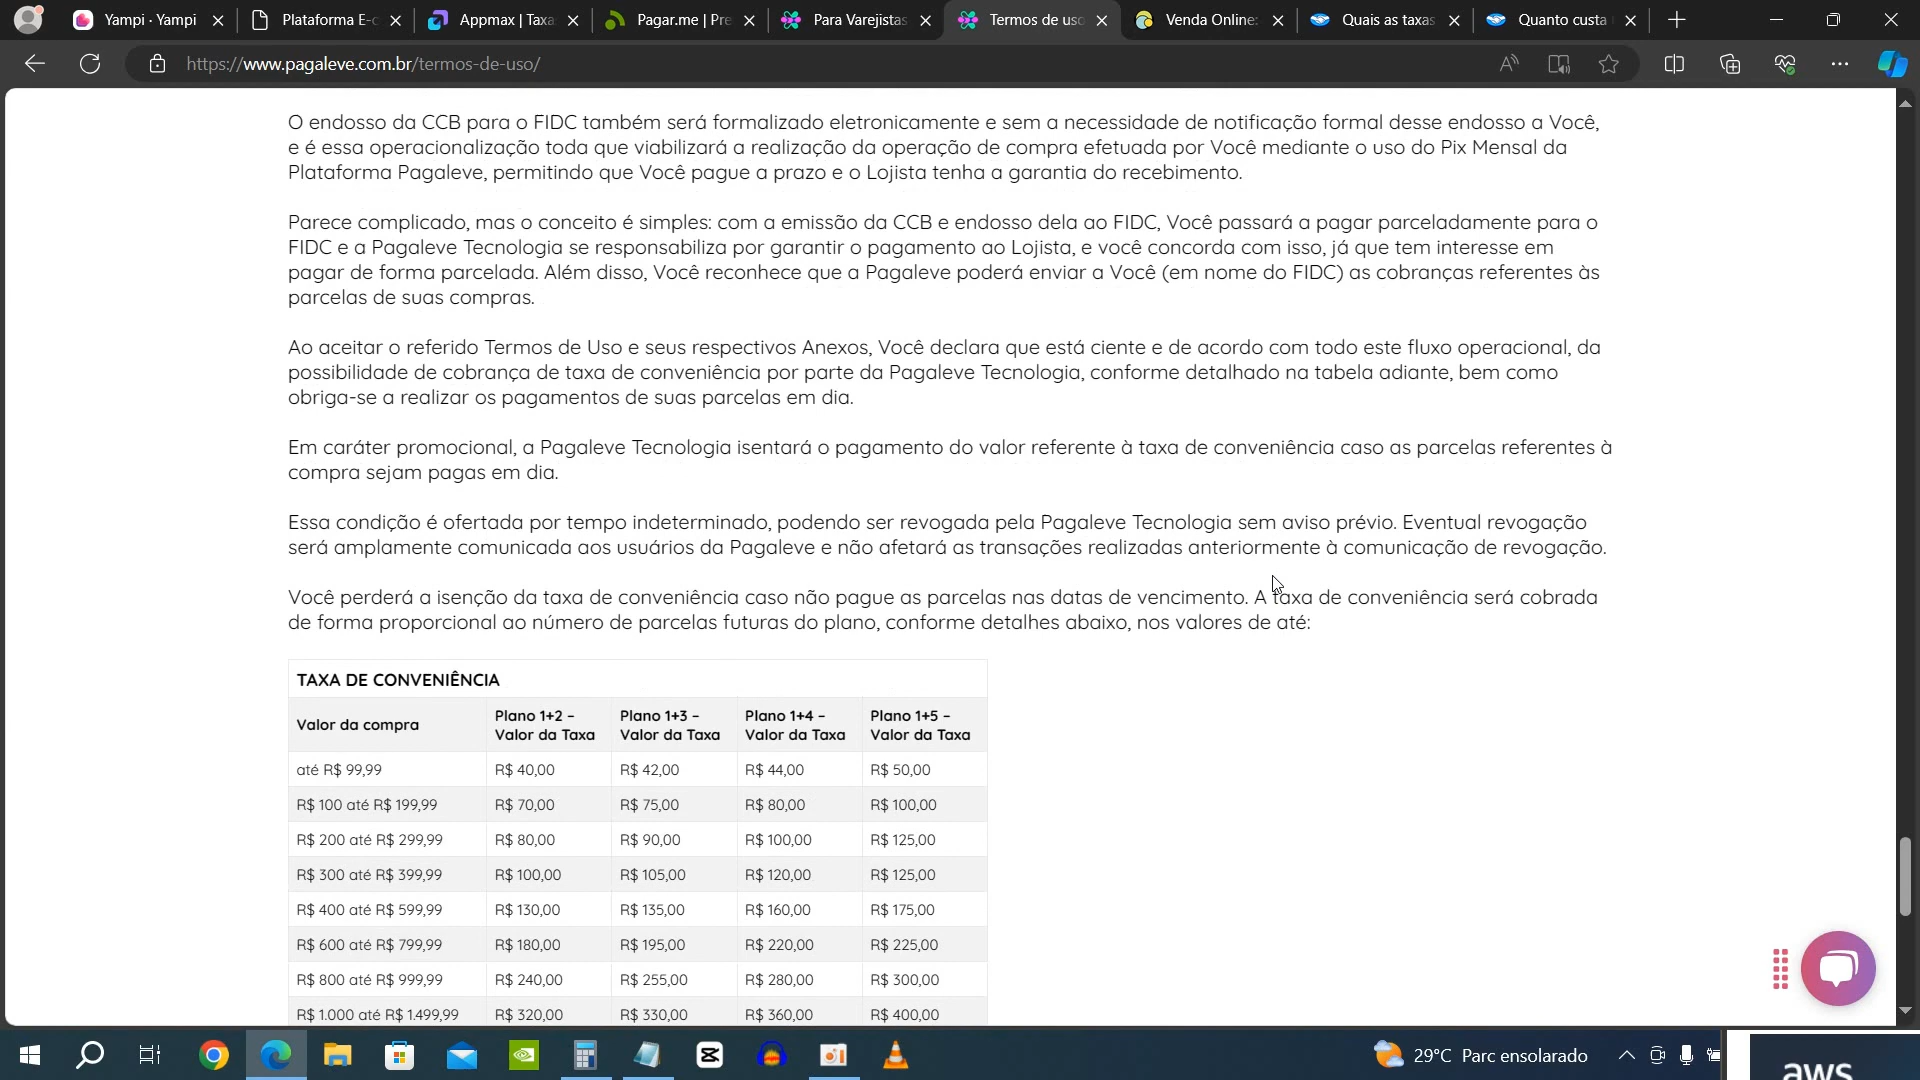 Yampi · Yampi
Plataforma E-c
Appmax | Taxa
Pagar.me | Pre
Para Varejistas
Termos de uso
Venda Online:
Quais as taxas
Quanto custa
https://www.pagaleve.com.br/termos-de-uso/
O endosso da CCB para o FIDC também será formalizado eletronicamente e sem a necessidade de notificação formal desse endosso a Você,
e é essa operacionalização toda que viabilizará a realização da operação de compra efetuada por Você mediante o uso do Pix Mensal da
Plataforma Pagaleve, permitindo que Você pague a prazo e o Lojista tenha a garantia do recebimento.
Parece complicado, mas o conceito é simples: com a emissão da CCB e endosso dela ao FIDC, Você passará a pagar parceladamente para o
FIDC e a Pagaleve Tecnologia se responsabiliza por garantir o pagamento ao Lojista, e você concorda com isso, já que tem interesse em
pagar de forma parcelada. Além disso, Você reconhece que a Pagaleve poderá enviar a Você (em nome do FIDC) as cobranças referentes às
parcelas de suas compras.
Ao aceitar o referido Termos de Uso e seus respectivos Anexos, Você declara que está ciente e de acordo com todo este fluxo operacional, da
possibilidade de cobrança de taxa de conveniência por parte da Pagaleve Tecnologia, conforme detalhado na tabela adiante, bem como
obriga-se a realizar os pagamentos de suas parcelas em dia.
Em caráter promocional, a Pagaleve Tecnologia isentará o pagamento do valor referente à taxa de conveniência caso as parcelas referentes à
compra sejam pagas em dia.
Essa condição é ofertada por tempo indeterminado, podendo ser revogada pela Pagaleve Tecnologia sem aviso prévio. Eventual revogação
será amplamente comunicada aos usuários da Pagaleve e não afetará as transações realizadas anteriormente à comunicação de revogação.
Você perderá a isenção da taxa de conveniência caso não pague as parcelas nas datas de vencimento. A taxa de conveniência será cobrada
de forma proporcional ao número de parcelas futuras do plano, conforme detalhes abaixo, nos valores de até:
TAXA DE CONVENIÊNCIA
Valor da compra Plano 1+2 – Valor da Taxa Plano 1+3 – Valor da Taxa Plano 1+4 – Valor da Taxa Plano 1+5 – Valor da Taxa
até R$ 99,99 R$ 40,00 R$ 42,00 R$ 44,00 R$ 50,00
R$ 100 até R$ 199,99 R$ 70,00 R$ 75,00 R$ 80,00 R$ 100,00
R$ 200 até R$ 299,99 R$ 80,00 R$ 90,00 R$ 100,00 R$ 125,00
R$ 300 até R$ 399,99 R$ 100,00 R$ 105,00 R$ 120,00 R$ 125,00
R$ 400 até R$ 599,99 R$ 130,00 R$ 135,00 R$ 160,00 R$ 175,00
R$ 600 até R$ 799,99 R$ 180,00 R$ 195,00 R$ 220,00 R$ 225,00
R$ 800 até R$ 999,99 R$ 240,00 R$ 255,00 R$ 280,00 R$ 300,00
R$ 1.000 até R$ 1.499,99 R$ 320,00 R$ 330,00 R$ 360,00 R$ 400,00
29°C Parc ensolarado
aws